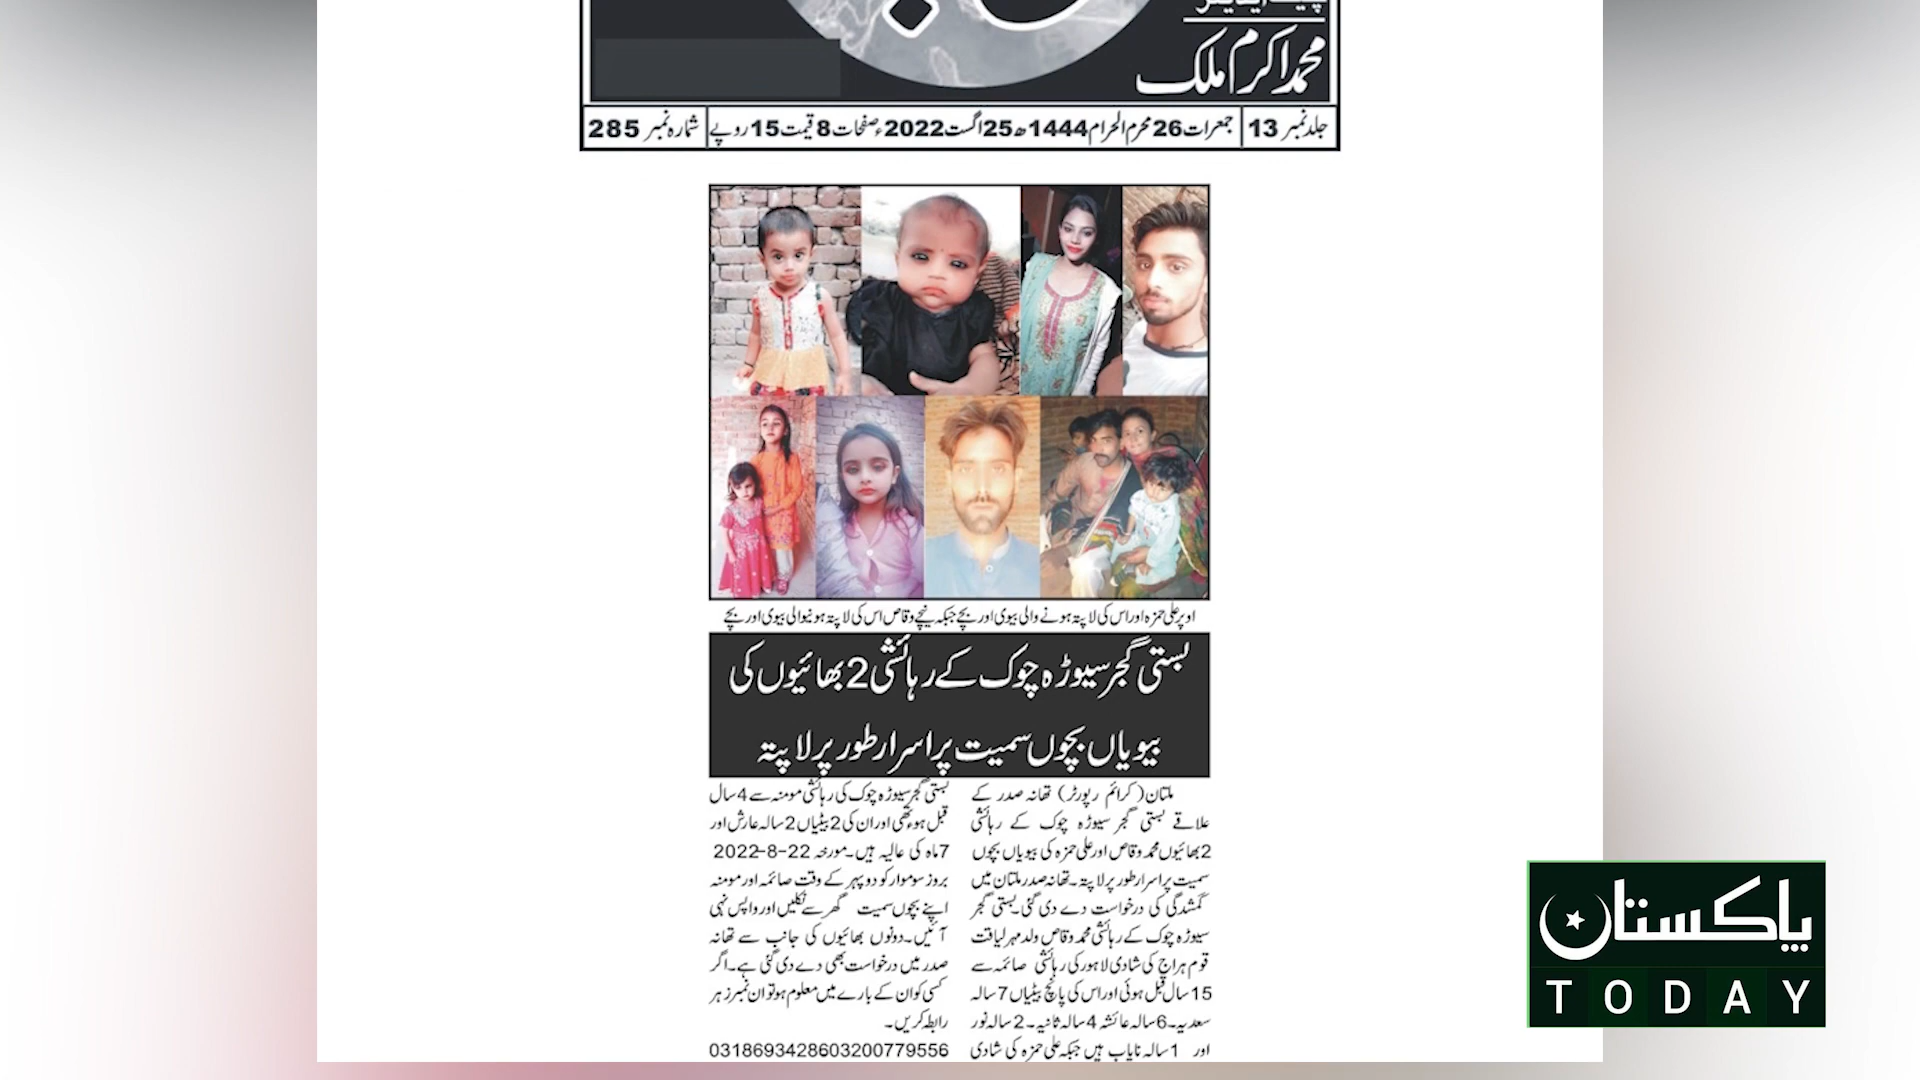 محمد اکرم ملک
جلد نمبر 13 جمعرات 26 محرم الحرام 1444ھ 25 اگست 2022ء صفحات 8 قیمت 15 روپے شمارہ نمبر 285
اوپر علی حمزہ اور اس کی لاپتہ ہونے والی بیوی اور بچے جبکہ نیچے وقاص اس کی لاپتہ ہونیوالی بیوی اور بچے
بستی گجر سیوڑہ چوک کے رہائشی 2 بھائیوں کی
بیویاں بچوں سمیت پراسرار طور پر لاپتہ
ملتان (کرائم رپورٹر) تھانہ صدر کے
علاقے بستی گجر سیوڑہ چوک کے رہائشی
2 بھائیوں محمد وقاص اور علی حمزہ کی بیویاں بچوں
سمیت پراسرار طور پر لاپتہ۔ تھانہ صدر ملتان میں
گمشدگی کی درخواست دے دی گئی۔ بستی گجر
سیوڑہ چوک کے رہائشی محمد وقاص ولد مہر لیاقت
قوم ہراج کی شادی لاہور کی رہائشی صائمہ سے
15 سال قبل ہوئی اور اس کی پانچ بیٹیاں 7 سالہ
سعدیہ۔ 6 سالہ عائشہ 4 سالہ ثانیہ۔ 2 سالہ نور
اور 1 سالہ نایاب ہیں جبکہ علی حمزہ کی شادی
بستی گجر سیوڑہ چوک کی رہائشی مومنہ سے 4 سال
قبل ہوئی تھی اور ان کی 2 بیٹیاں 2 سالہ عارش اور
7 ماہ کی عالیہ ہیں۔ مورخہ 22-8-2022
بروز سوموار کو دوپہر کے وقت صائمہ اور مومنہ
اپنے بچوں سمیت گھر سے نکلیں اور واپس نہی
آئیں۔ دونوں بھائیوں کی جانب سے تھانہ
صدر میں درخواست بھی دے دی گئی ہے۔ اگر
کسی کو ان کے بارے میں معلوم ہو تو ان نمبرز ہر
رابطہ کریں۔
0318693428603200779556
پاکستان
TODAY